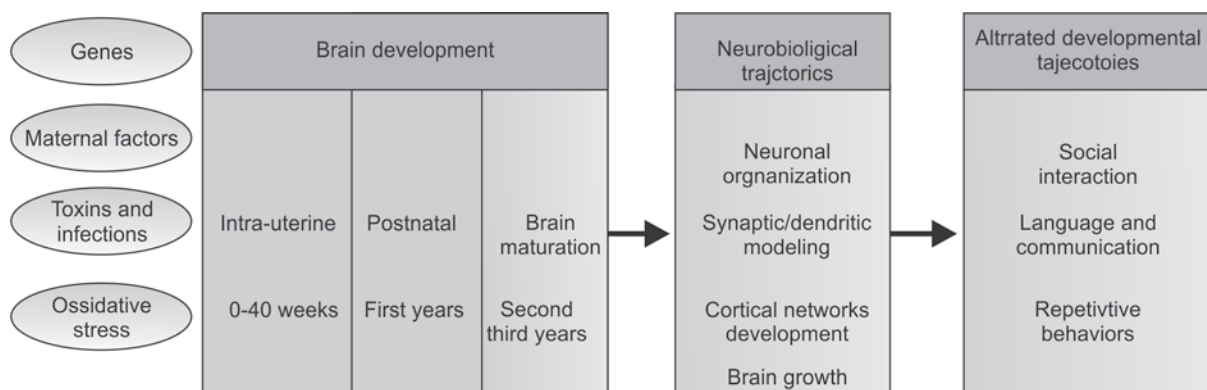 Genes
Maternal factors
Toxins and
infections
Ossidative
stress
Brain development
Intra-uterine
0-40 weeks
Postnatal
First years
Brain
maturation
Second
third years
Neurobioligical
trajctorics
Neuronal
orgnanization
Synaptic/dendritic
modeling
Cortical networks
development
Brain growth
Altrrated developmental
tajecotoies
Social
interaction
Language and
communication
Repetivtive
behaviors